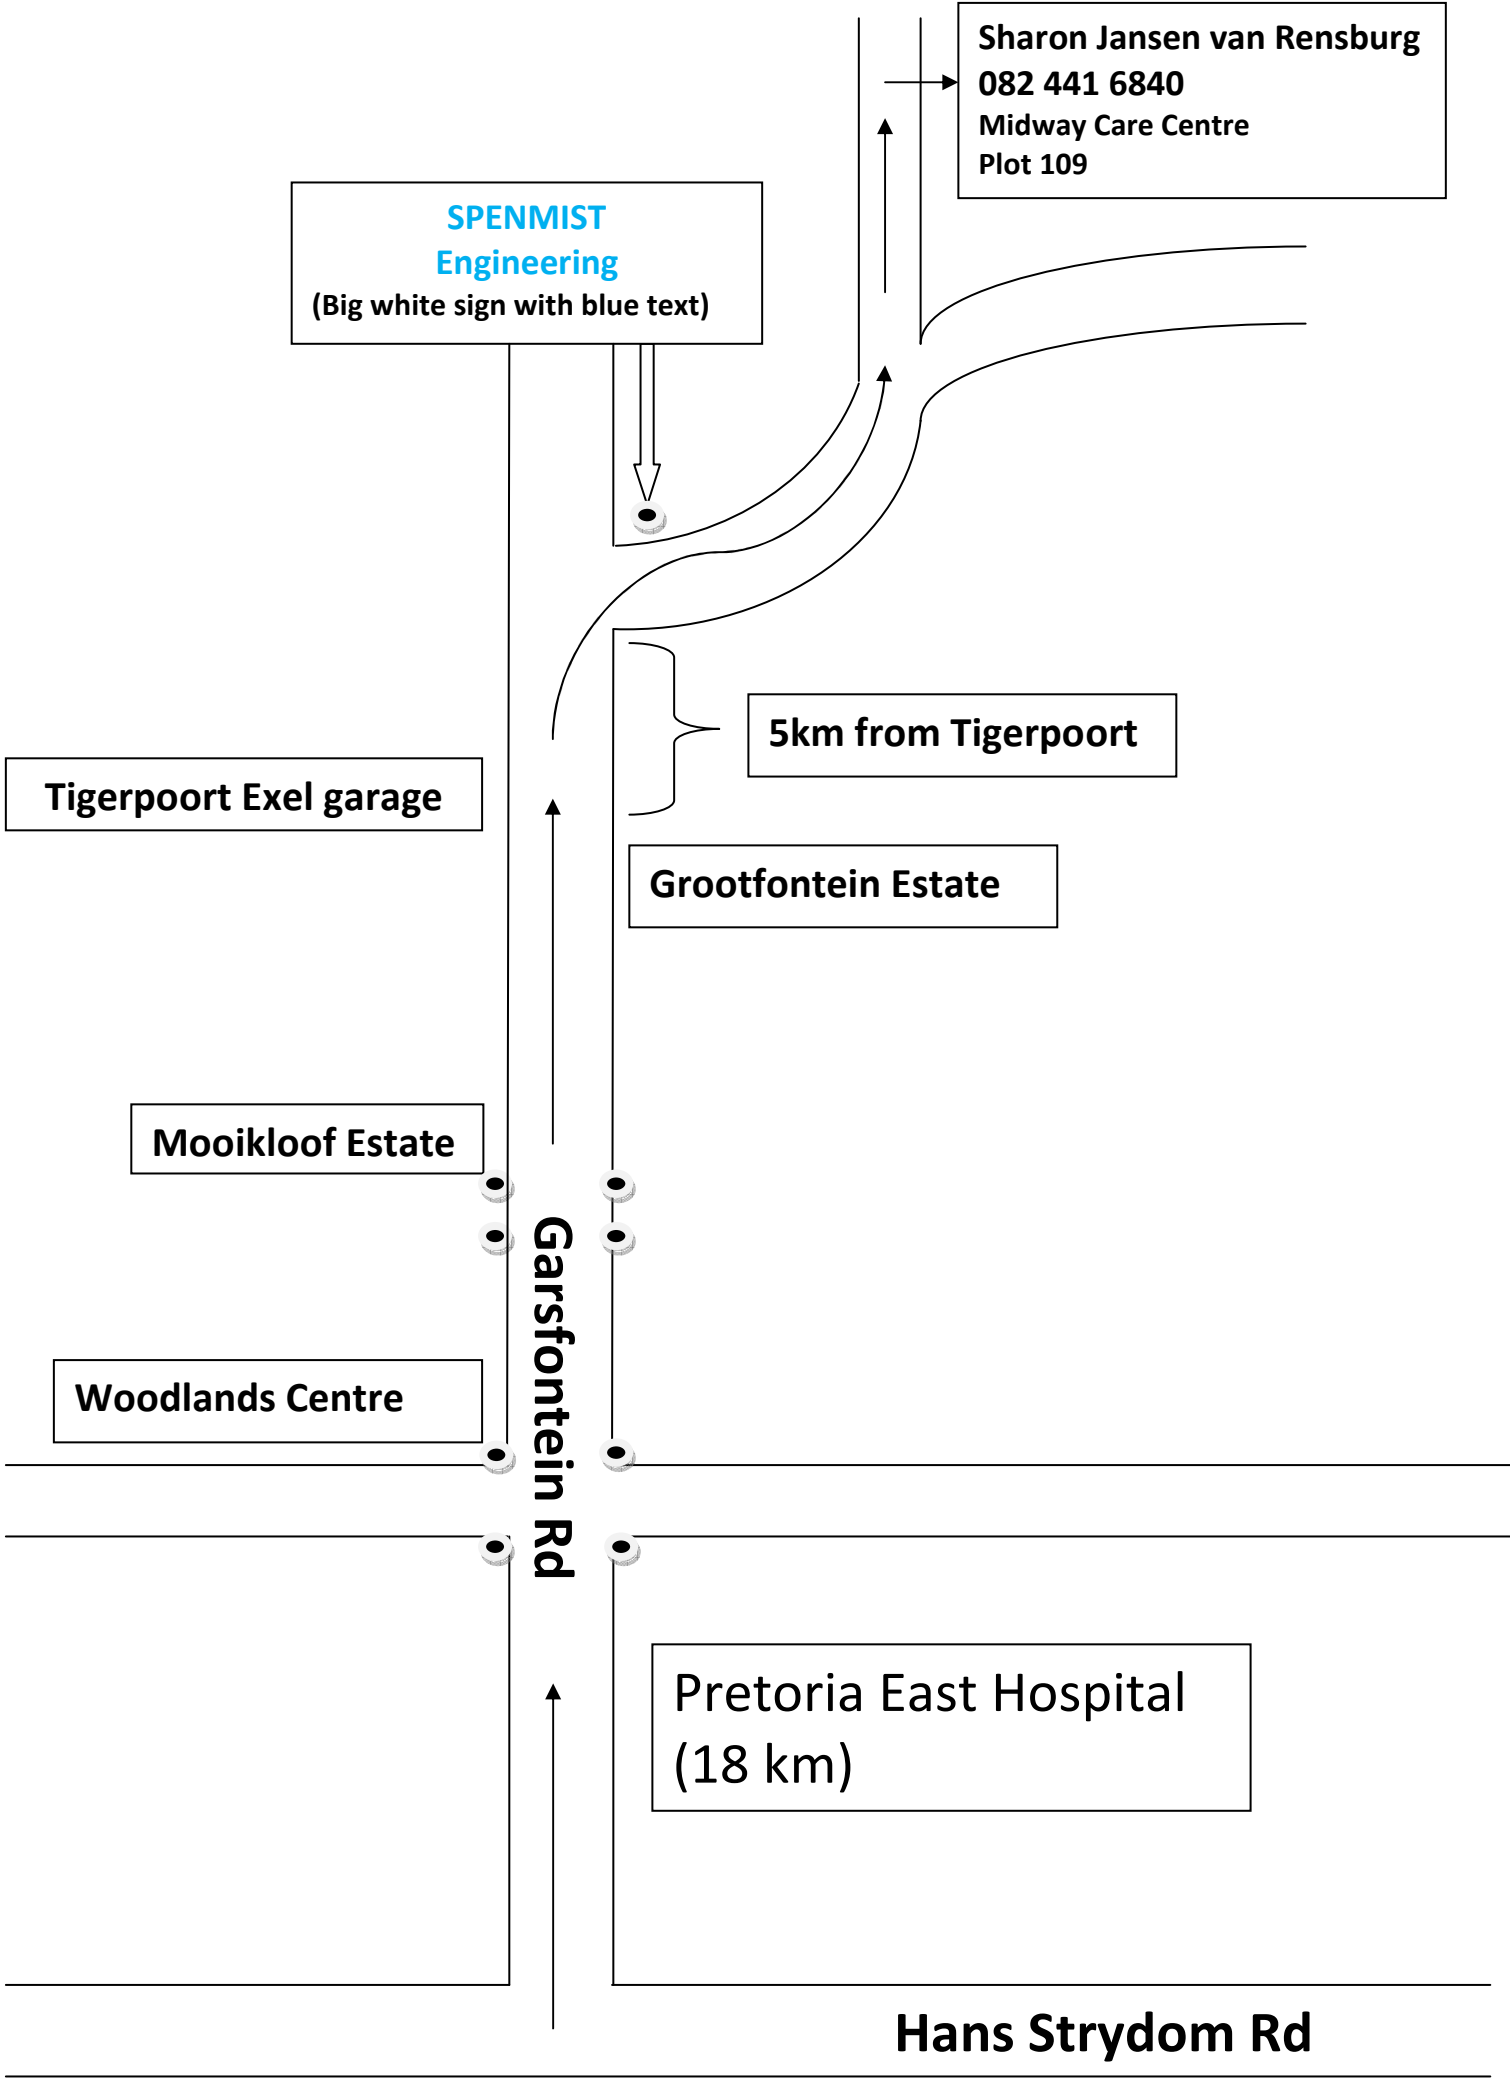 Sharon Jansen van Rensburg
082 441 6840
Midway Care Centre
Plot 109
SPENMIST
Engineering
(Big white sign with blue text)
5km from Tigerpoort
Tigerpoort Exel garage
Grootfontein Estate
Mooikloof Estate
Garsfontein Rd
Woodlands Centre
Pretoria East Hospital
(18 km)
Hans Strydom Rd